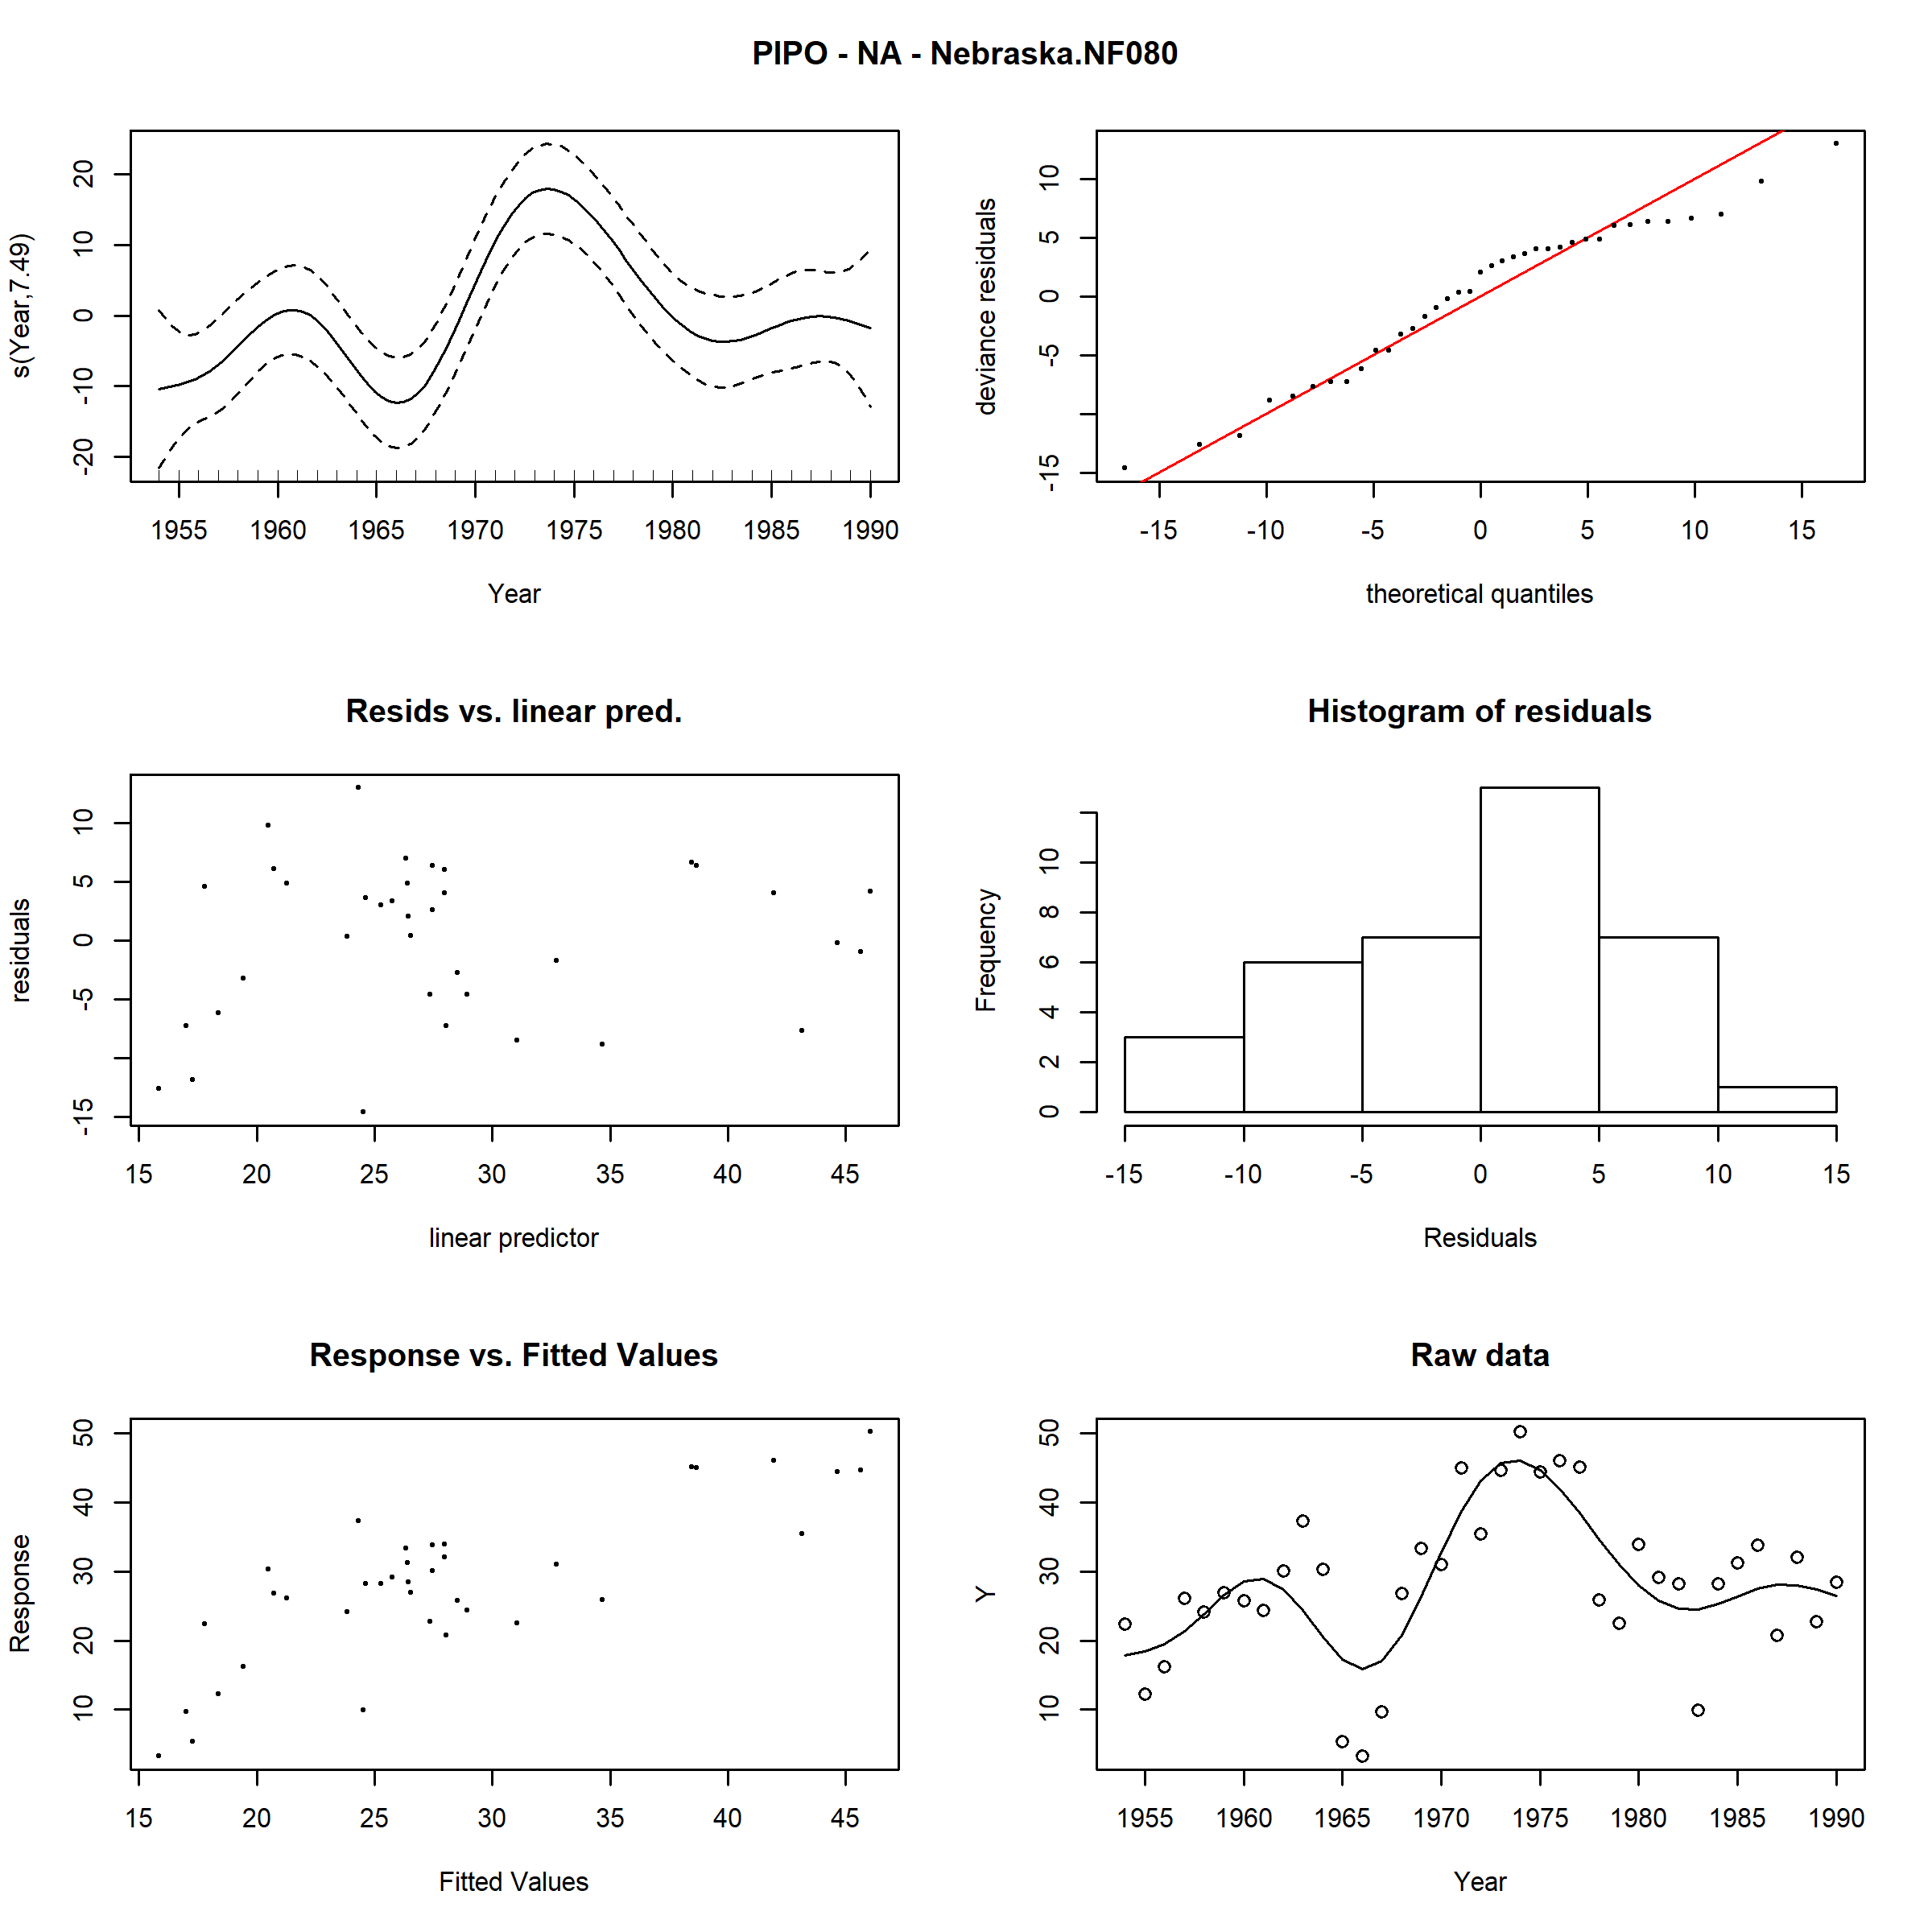 PIPO - NA - Nebraska.NF080
s(Year,7.49)
20
10
0
-10
-20
1955 1960 1965 1970 1975 1980 1985 1990
Year
deviance residuals
10
5
0
-5
-15
-15 -10 -5 0 5 10 15
theoretical quantiles
Resids vs. linear pred.
residuals
10
5
0
-5
-15
15 20 25 30 35 40 45
linear predictor
Histogram of residuals
Frequency
10
8
6
4
2
0
-15 -10 -5 0 5 10 15
Residuals
Response vs. Fitted Values
Response
50
40
30
20
10
15 20 25 30 35 40 45
Fitted Values
Raw data
Y
50
40
30
20
10
1955 1960 1965 1970 1975 1980 1985 1990
Year